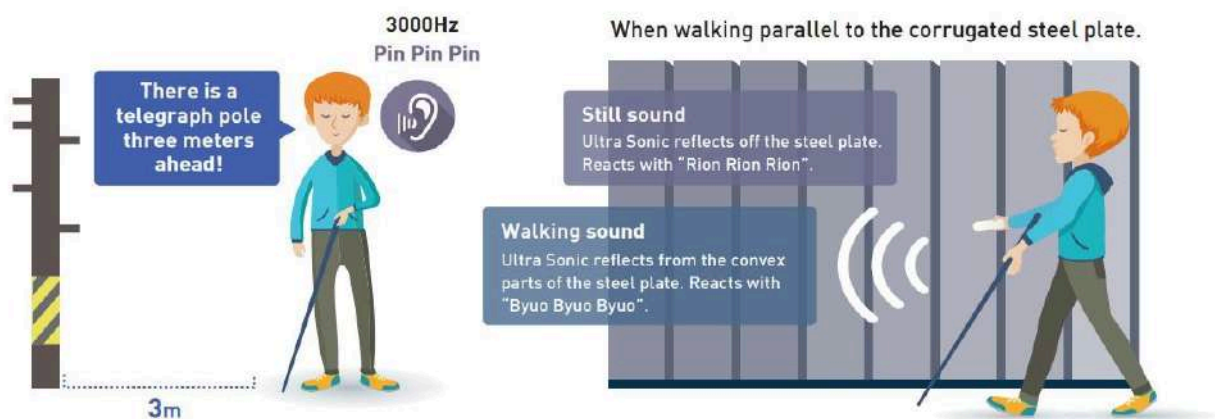 3000Hz
Pin Pin Pin
There is a
telegraph pole
three meters
ahead!
3m
When walking parallel to the corrugated steel plate.
Still sound
Ultra Sonic reflects off the steel plate.
Reacts with “Rion Rion Rion”.
Walking sound
Ultra Sonic reflects from the convex
parts of the steel plate. Reacts with
“Byuo Byuo Byuo”.